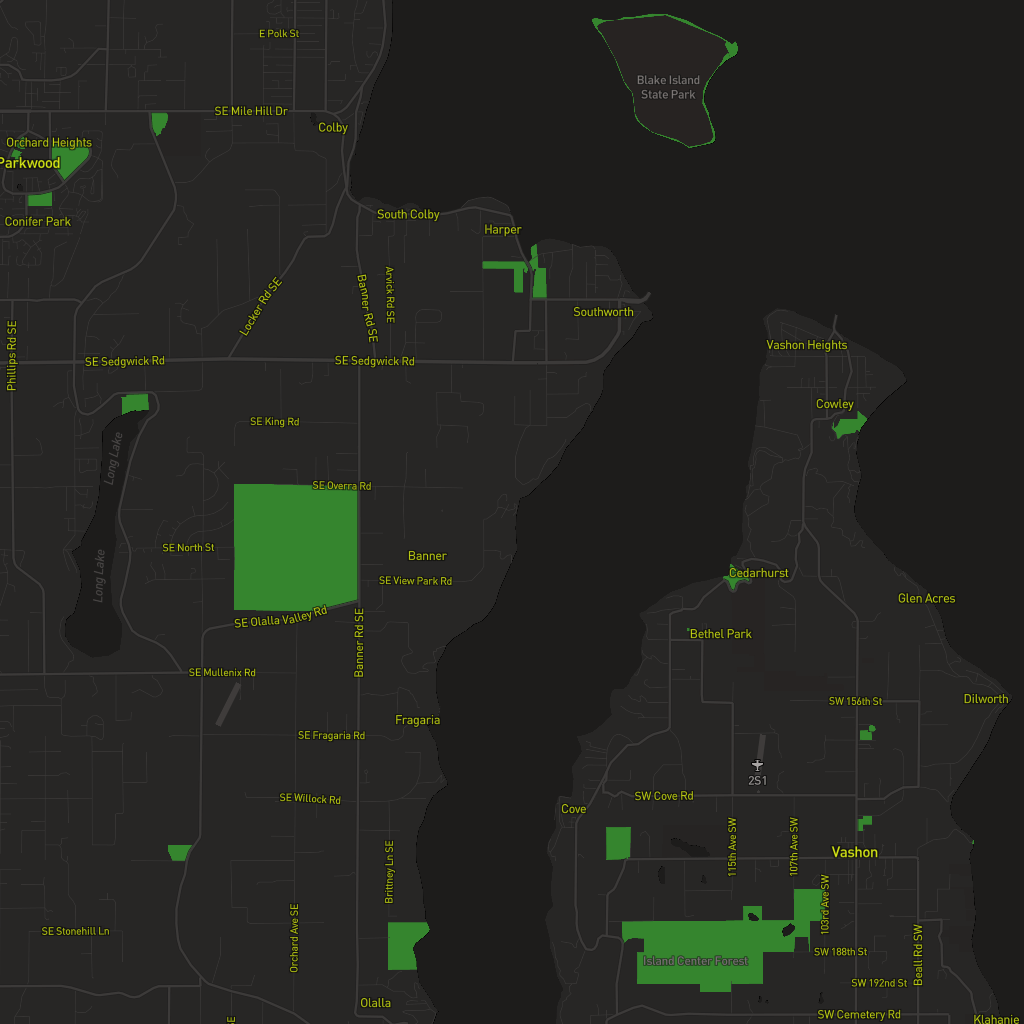 E Polk St
Blake Island
State Park
SE Mile Hill Dr
Colby
Orchard Heights
Parkwood
South Colby
Conifer Park
Harper
Arvick Rd SE
Banner Rd SE
Locker Rd SE
Southworth
Phillips Rd SE
Vashon Heights
SE Sedgwick Rd
SE Sedgwick Rd
Cowley
SE King Rd
Long Lake
SE Overra Rd
SE North St
Banner
Long Lake
Cedarhurst
SE View Park Rd
Glen Acres
SE Olalla Valley Rd
Bethel Park
Banner Rd SE
SE Mullenix Rd
SW 156th St
Dilworth
Fragaria
SE Fragaria Rd
2S1
SE Willock Rd
SW Cove Rd
Cove
115th Ave SW
107th Ave SW
Vashon
Brittney Ln SE
103rd Ave SW
SE Stonehill Ln
Orchard Ave SE
SW 188th St
Beall Rd SW
Island Center Forest
SW 192nd St
Olalla
SW Cemetery Rd
Klahanie
SE